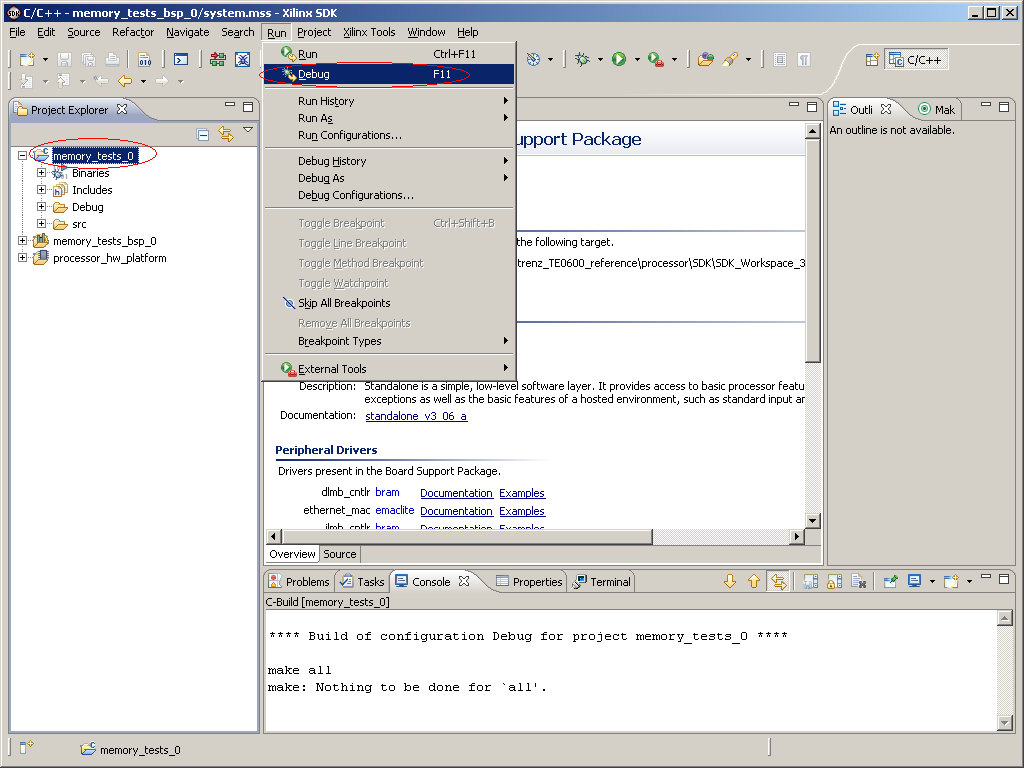 C/C++ - memory_tests_bsp_0/system.mss - Xilinx SDK
File Edit Source Refactor Navigate Search Run Project Xilinx Tools Window Help
C/C++
Project Explorer
memory_tests_0
Binaries
Includes
Debug
src
memory_tests_bsp_0
processor_hw_platform
Run Ctrl+F11
Debug F11
Run History
Run As
Run Configurations...
Debug History
Debug As
Debug Configurations...
Toggle Breakpoint Ctrl+Shift+B
Toggle Line Breakpoint
Toggle Method Breakpoint
Toggle Watchpoint
Skip All Breakpoints
Remove All Breakpoints
Breakpoint Types
External Tools
Support Package
the following target.
trenz_TE0600_reference\processor\SDK\SDK_Workspace_3
Description: Standalone is a simple, low-level software layer. It provides access to basic processor featu
exceptions as well as the basic features of a hosted environment, such as standard input ar
Documentation: standalone_v3_06_a
Peripheral Drivers
Drivers present in the Board Support Package.
dlmb_cntlr bram Documentation Examples
ethernet_mac emaclite Documentation Examples
ilmb_cntlr bram Documentation Examples
Overview Source
Outli Mak
An outline is not available.
Problems Tasks Console Properties Terminal
C-Build [memory_tests_0]
**** Build of configuration Debug for project memory_tests_0 ****
make all
make: Nothing to be done for `all'.
memory_tests_0